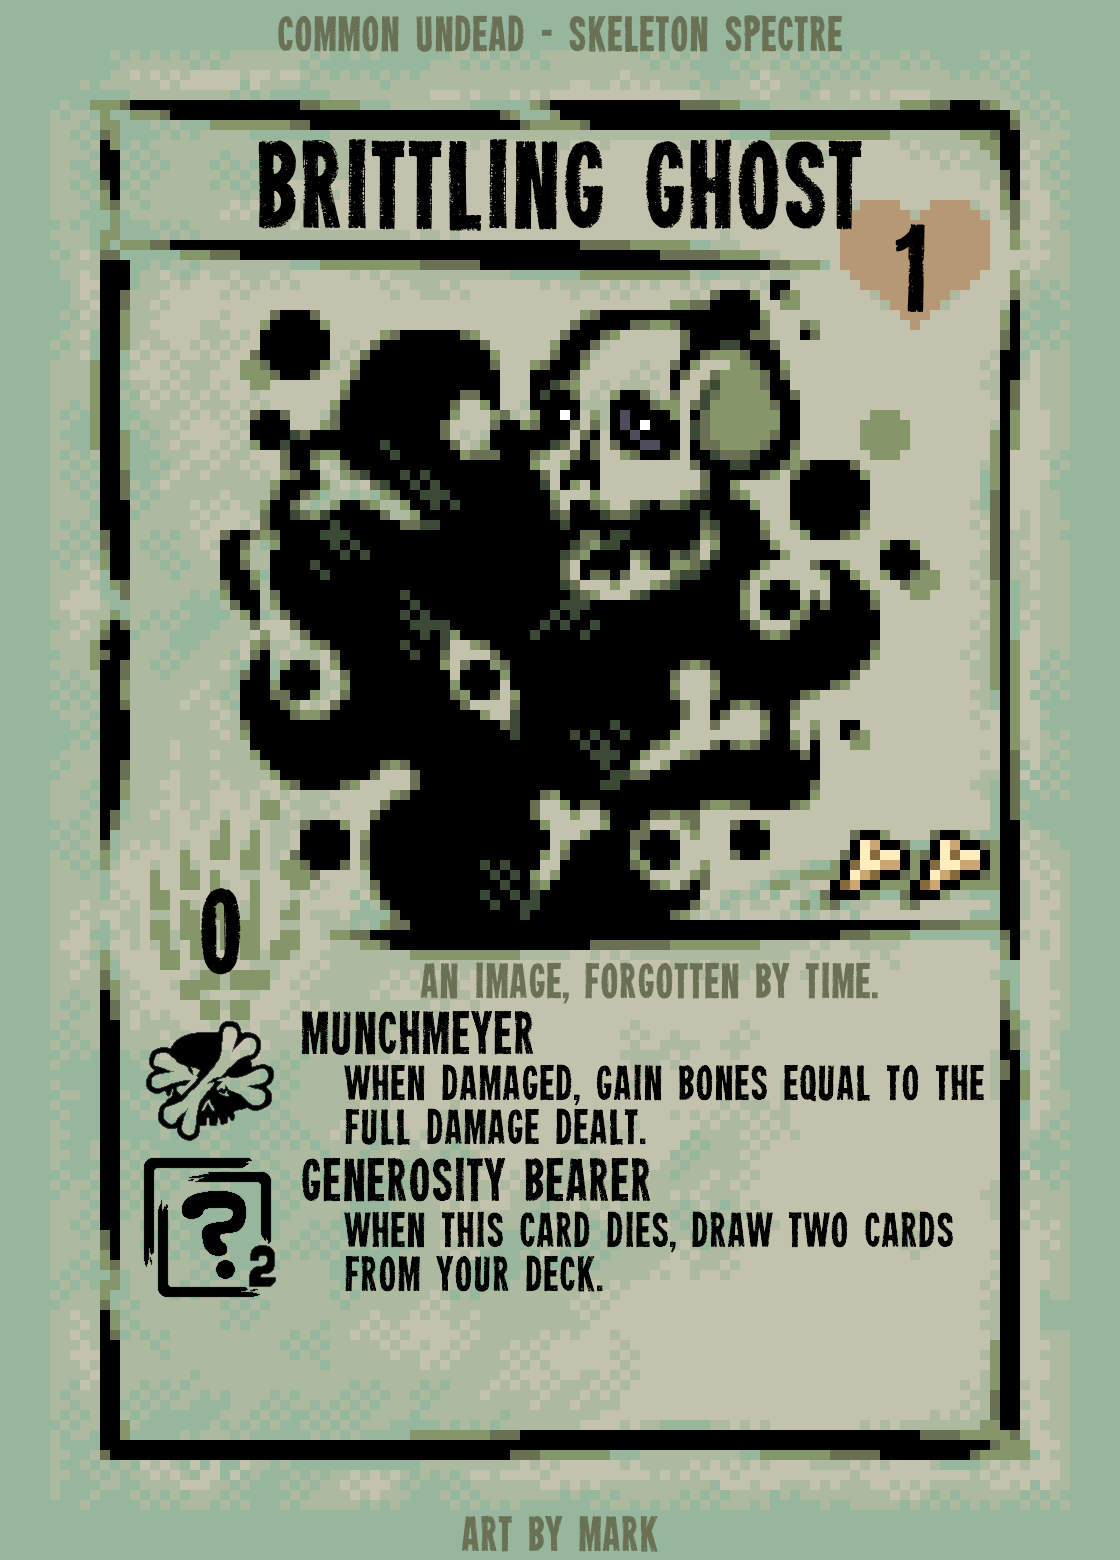 COMMON UNDEAD - SKELETON SPECTRE
BRITTLING GHOST
1
0
AN IMAGE, FORGOTTEN BY TIME.
MUNCHMEYER
WHEN DAMAGED, GAIN BONES EQUAL TO THE
FULL DAMAGE DEALT.
GENEROSITY BEARER
WHEN THIS CARD DIES, DRAW TWO CARDS
FROM YOUR DECK.
?2
ART BY MARK